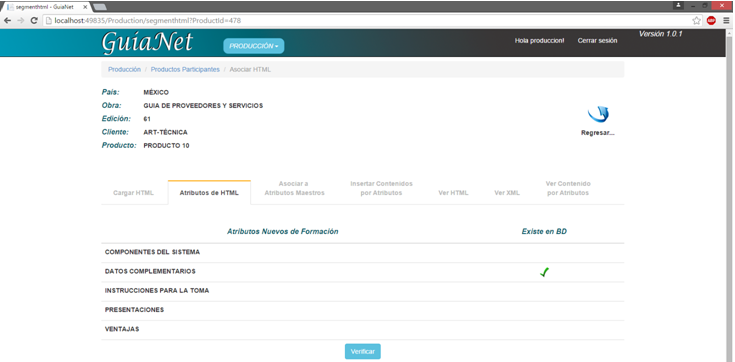 segmenthtml - GuiaNet
localhost:49835/Production/segmenthtml?ProductId=478
GuíaNet
PRODUCCIÓN
Hola produccion!
Cerrar sesión
Versión 1.0.1
Producción / Productos Participantes / Asociar HTML
País: MÉXICO
Obra: GUIA DE PROVEEDORES Y SERVICIOS
Edición: 61
Cliente: ART-TÉCNICA
Producto: PRODUCTO 10
Regresar...
Cargar HTML
Atributos de HTML
Asociar a
Atributos Maestros
Insertar Contenidos
por Atributos
Ver HTML
Ver XML
Ver Contenido
por Atributos
Atributos Nuevos de Formación
Existe en BD
COMPONENTES DEL SISTEMA
DATOS COMPLEMENTARIOS
INSTRUCCIONES PARA LA TOMA
PRESENTACIONES
VENTAJAS
Verificar